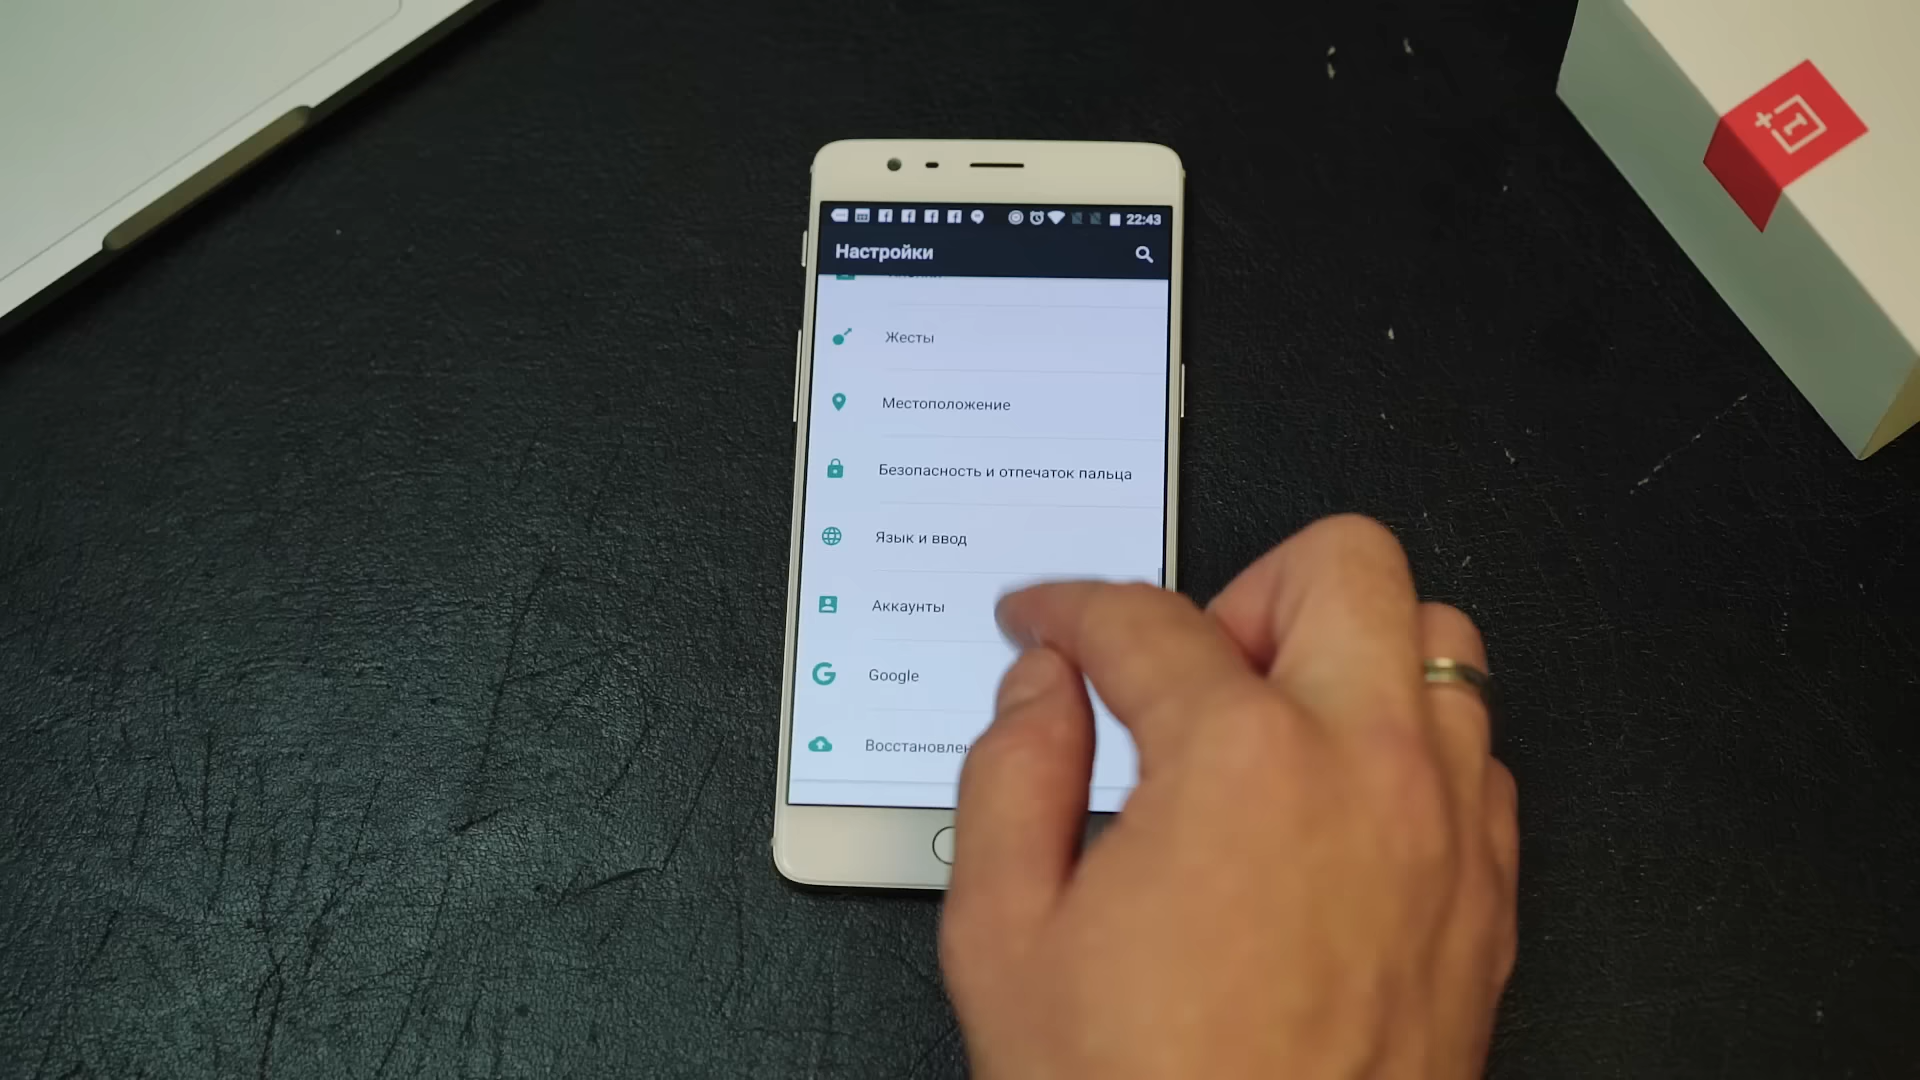 22:43
Настройки
Жесты
Местоположение
Безопасность и отпечаток пальца
Язык и ввод
Аккаунты
Google